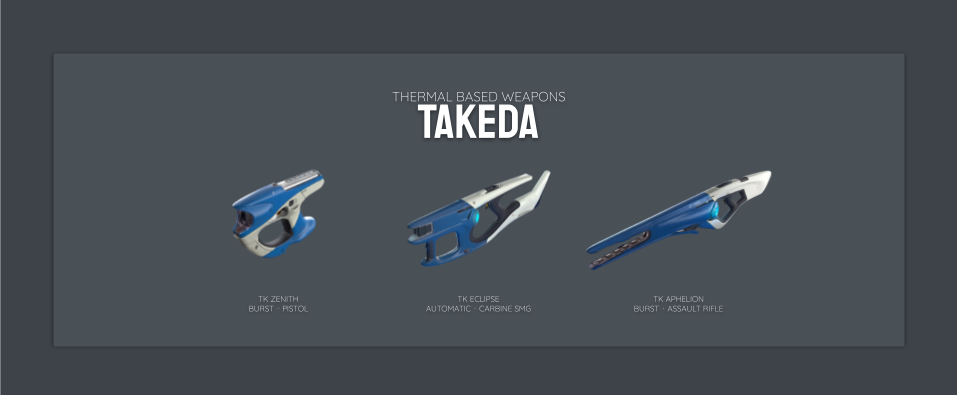 THERMAL BASED WEAPONS
TAKEDA
TK ZENITH
BURST - PISTOL
TK ECLIPSE
AUTOMATIC - CARBINE SMG
TK APHELION
BURST - ASSAULT RIFLE